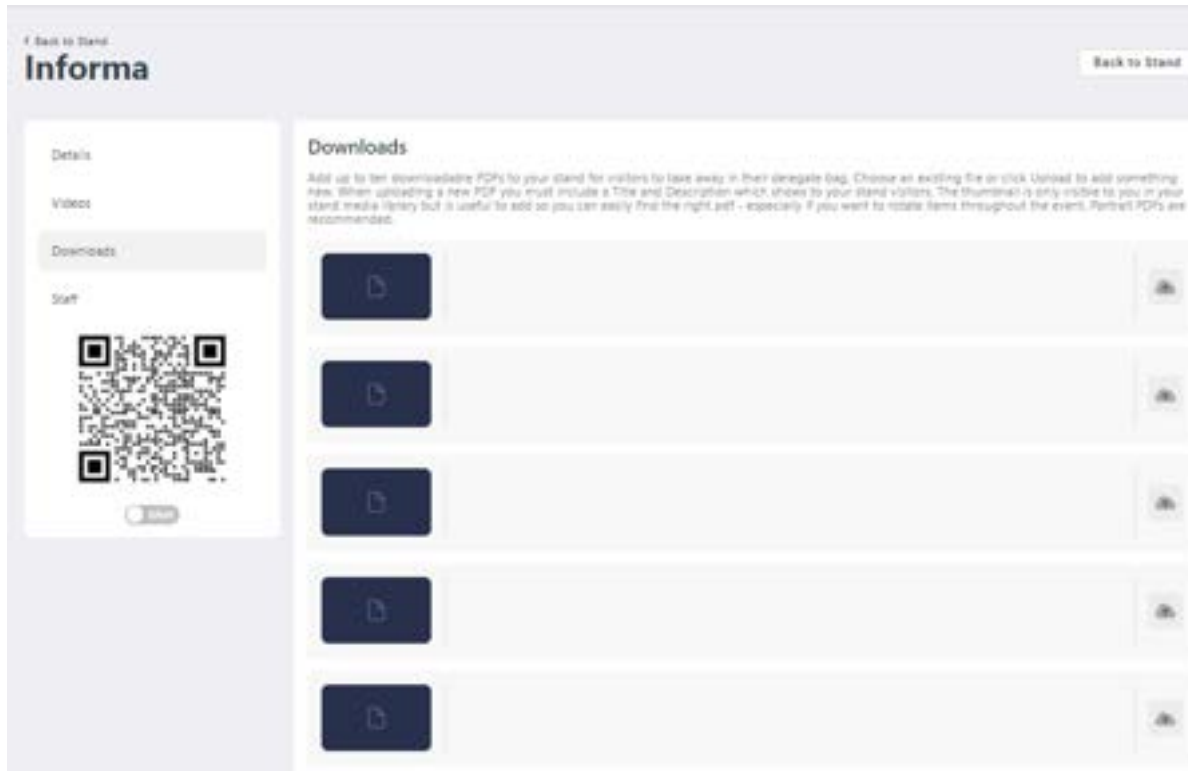 Back to Stand
Informa
Back to Stand
Details
Videos
Downloads
Staff
Downloads
Add up to ten downloadadre PDFs to your stand for visitors to take away in their delegate bag. Choose an existing file or click Upload to add something
new. When uploading a new PDF you must include a Title and Description which shows to your stand visitors. The thumbnail is only visible to you in your
stand media library but is useful to add so you can easily find the right pdf - especially if you want to rotate items throughout the event. Portrait PDFs are
recommended.